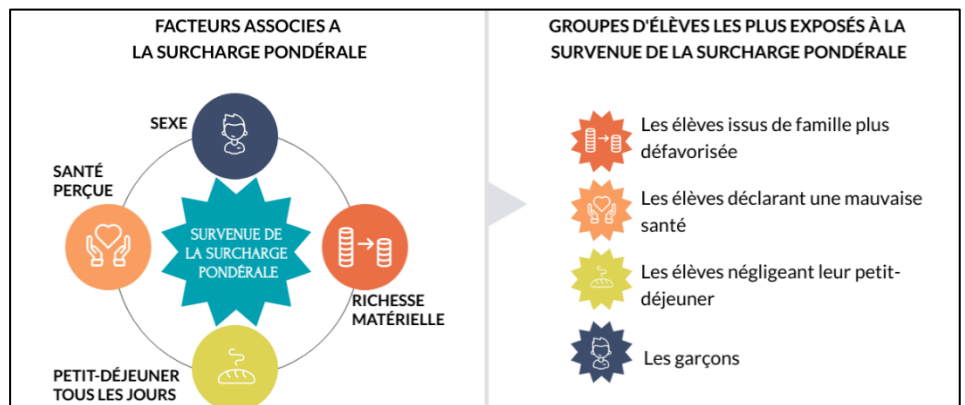 FACTEURS ASSOCIES A
LA SURCHARGE PONDÉRALE
SEXE
SANTÉ
PERÇUE
SURVENUE DE
LA SURCHARGE
PONDÉRALE
RICHESSE
MATÉRIELLE
PETIT-DÉJEUNER
TOUS LES JOURS
GROUPES D'ÉLÈVES LES PLUS EXPOSÉS À LA
SURVENUE DE LA SURCHARGE PONDÉRALE
Les élèves issus de famille plus
défavorisée
Les élèves déclarant une mauvaise
santé
Les élèves négligeant leur petit-
déjeuner
Les garçons